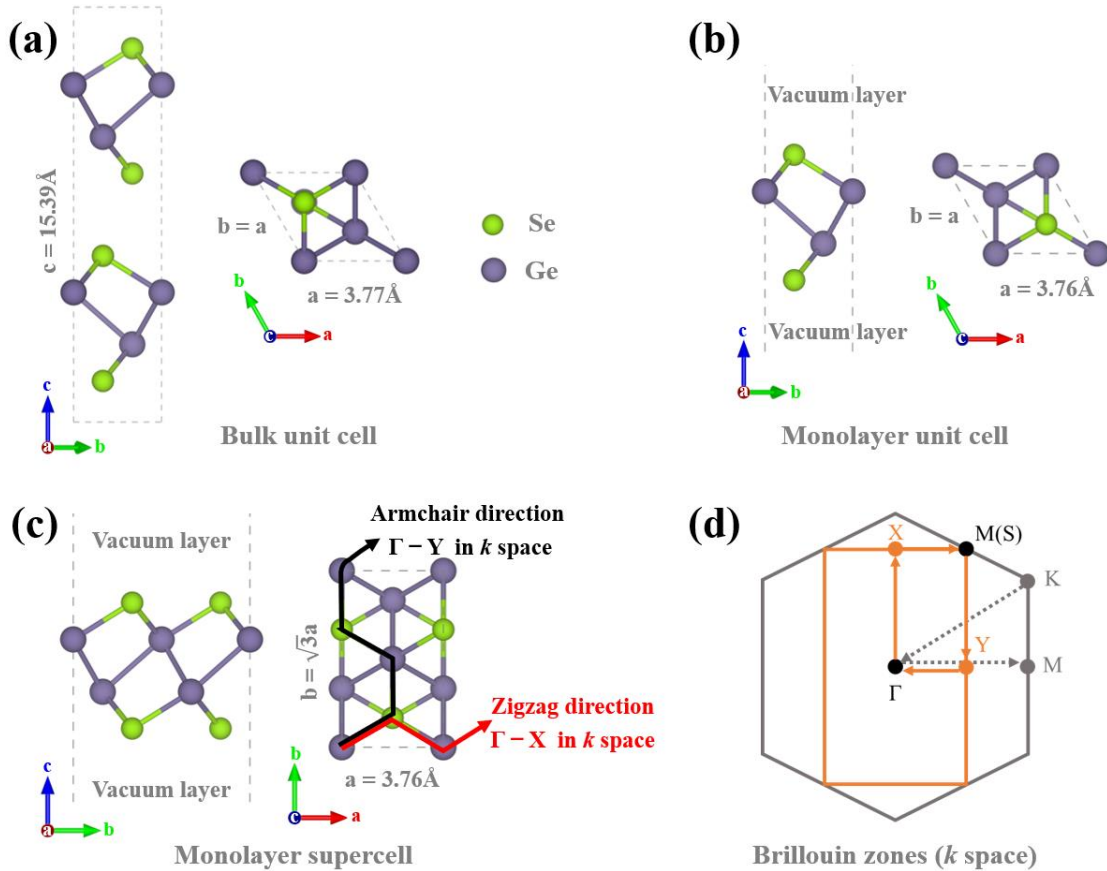 (a)
c = 15.39Å
b = a
a = 3.77Å
Se
Ge
c
a
b
b
c
a
Bulk unit cell
(b)
Vacuum layer
Vacuum layer
b = a
a = 3.76Å
c
a
b
b
c
a
Monolayer unit cell
(c)
Vacuum layer
Vacuum layer
Armchair direction
Γ – Y in k space
b = √3a
Zigzag direction
Γ – X in k space
a = 3.76Å
c
a
b
b
c
a
Monolayer supercell
(d)
X
M(S)
K
Y
Γ
M
Brillouin zones (k space)